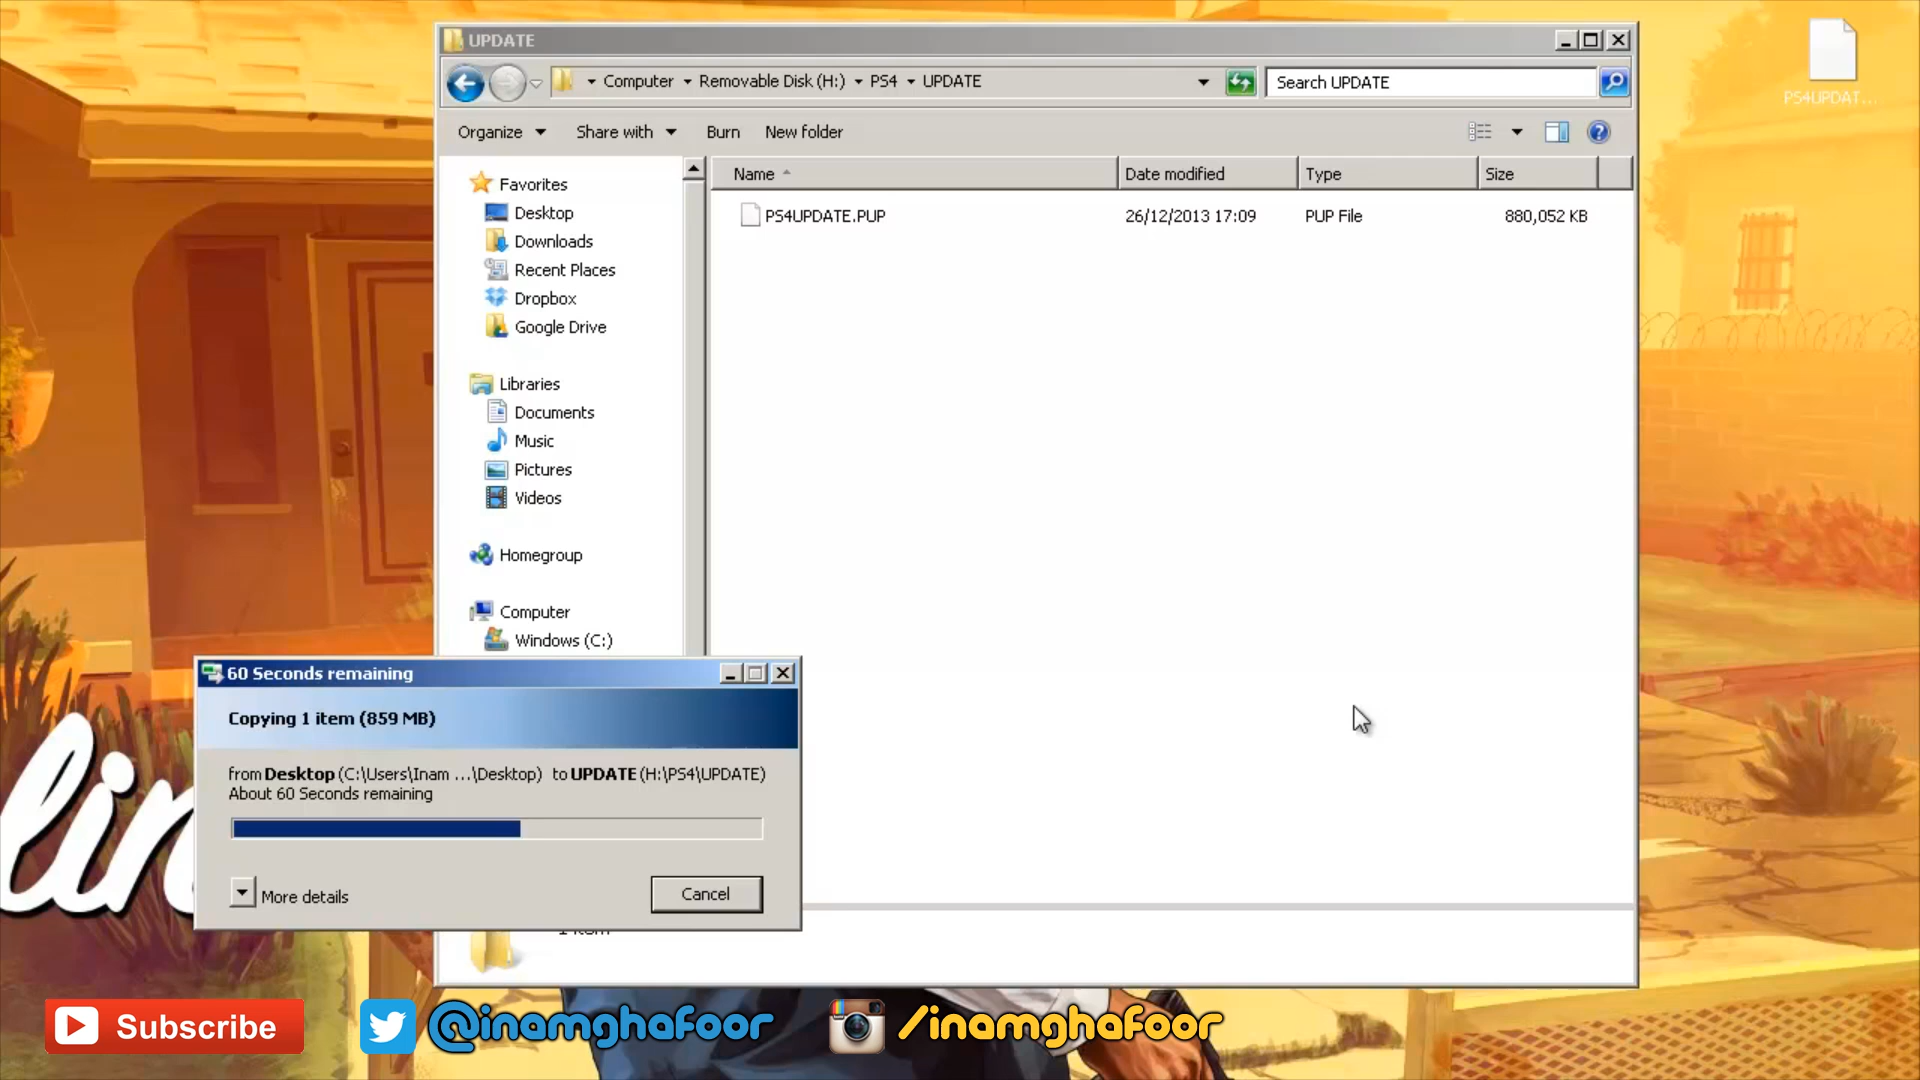 UPDATE
Computer Removable Disk (H:) PS4 UPDATE
Search UPDATE
PS4UPDAT...
Organize Share with Burn New folder
Name Date modified Type Size
PS4UPDATE.PUP 26/12/2013 17:09 PUP File 880,052 KB
Favorites
Desktop
Downloads
Recent Places
Dropbox
Google Drive
Libraries
Documents
Music
Pictures
Videos
Homegroup
Computer
Windows (C:)
60 Seconds remaining
Copying 1 item (859 MB)
from Desktop (C:\Users\Inam ...\Desktop) to UPDATE (H:\PS4\UPDATE)
About 60 Seconds remaining
More details
Cancel
1 item
lin
Subscribe
@inamghafoor
/inamghafoor